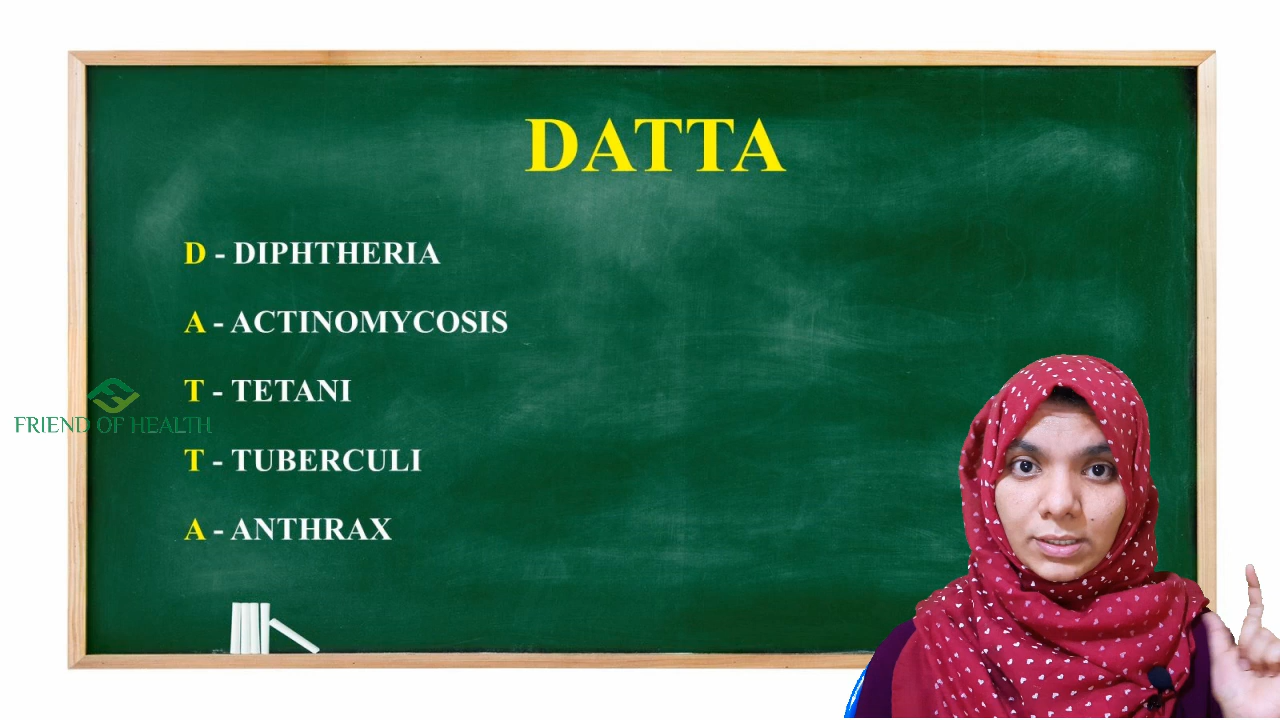 DATTA
D - DIPHTHERIA
A - ACTINOMYCOSIS
T - TETANI
FRIEND OF HEALTH
T - TUBERCULI
A - ANTHRAX